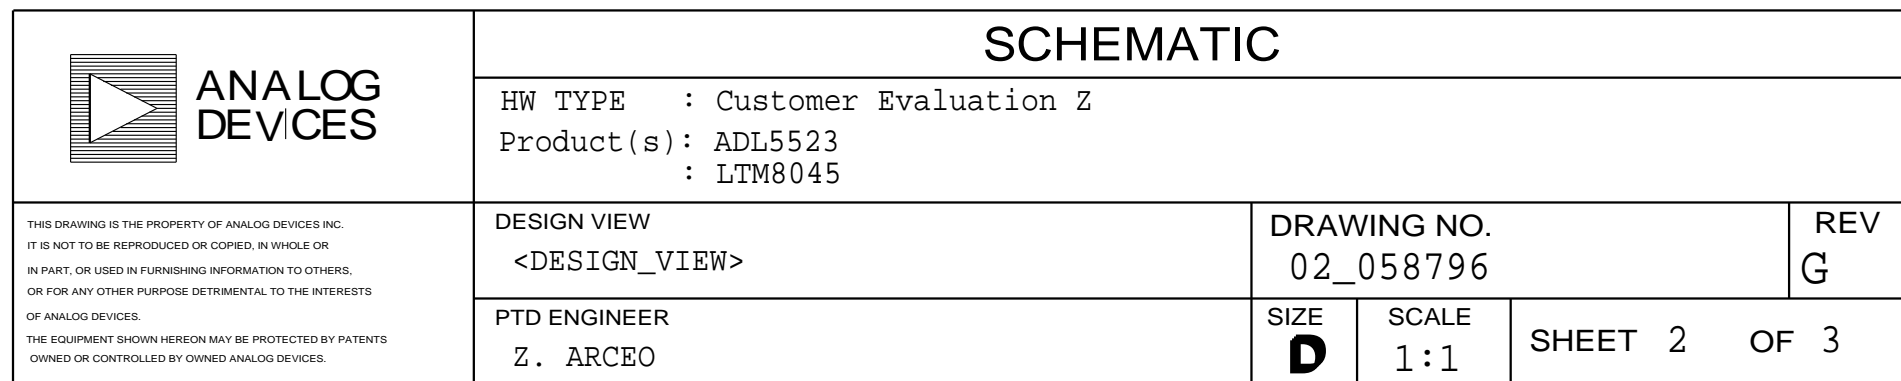 ANALOG
DEVICES
SCHEMATIC
HW TYPE : Customer Evaluation Z
Product(s): ADL5523
: LTM8045
THIS DRAWING IS THE PROPERTY OF ANALOG DEVICES INC.
IT IS NOT TO BE REPRODUCED OR COPIED, IN WHOLE OR
IN PART, OR USED IN FURNISHING INFORMATION TO OTHERS,
OR FOR ANY OTHER PURPOSE DETRIMENTAL TO THE INTERESTS
OF ANALOG DEVICES.
THE EQUIPMENT SHOWN HEREON MAY BE PROTECTED BY PATENTS
OWNED OR CONTROLLED BY OWNED ANALOG DEVICES.
DESIGN VIEW
<DESIGN_VIEW>
DRAWING NO.
02_058796
REV
G
PTD ENGINEER
Z. ARCEO
SIZE
D
SCALE
1:1
SHEET 2 OF 3